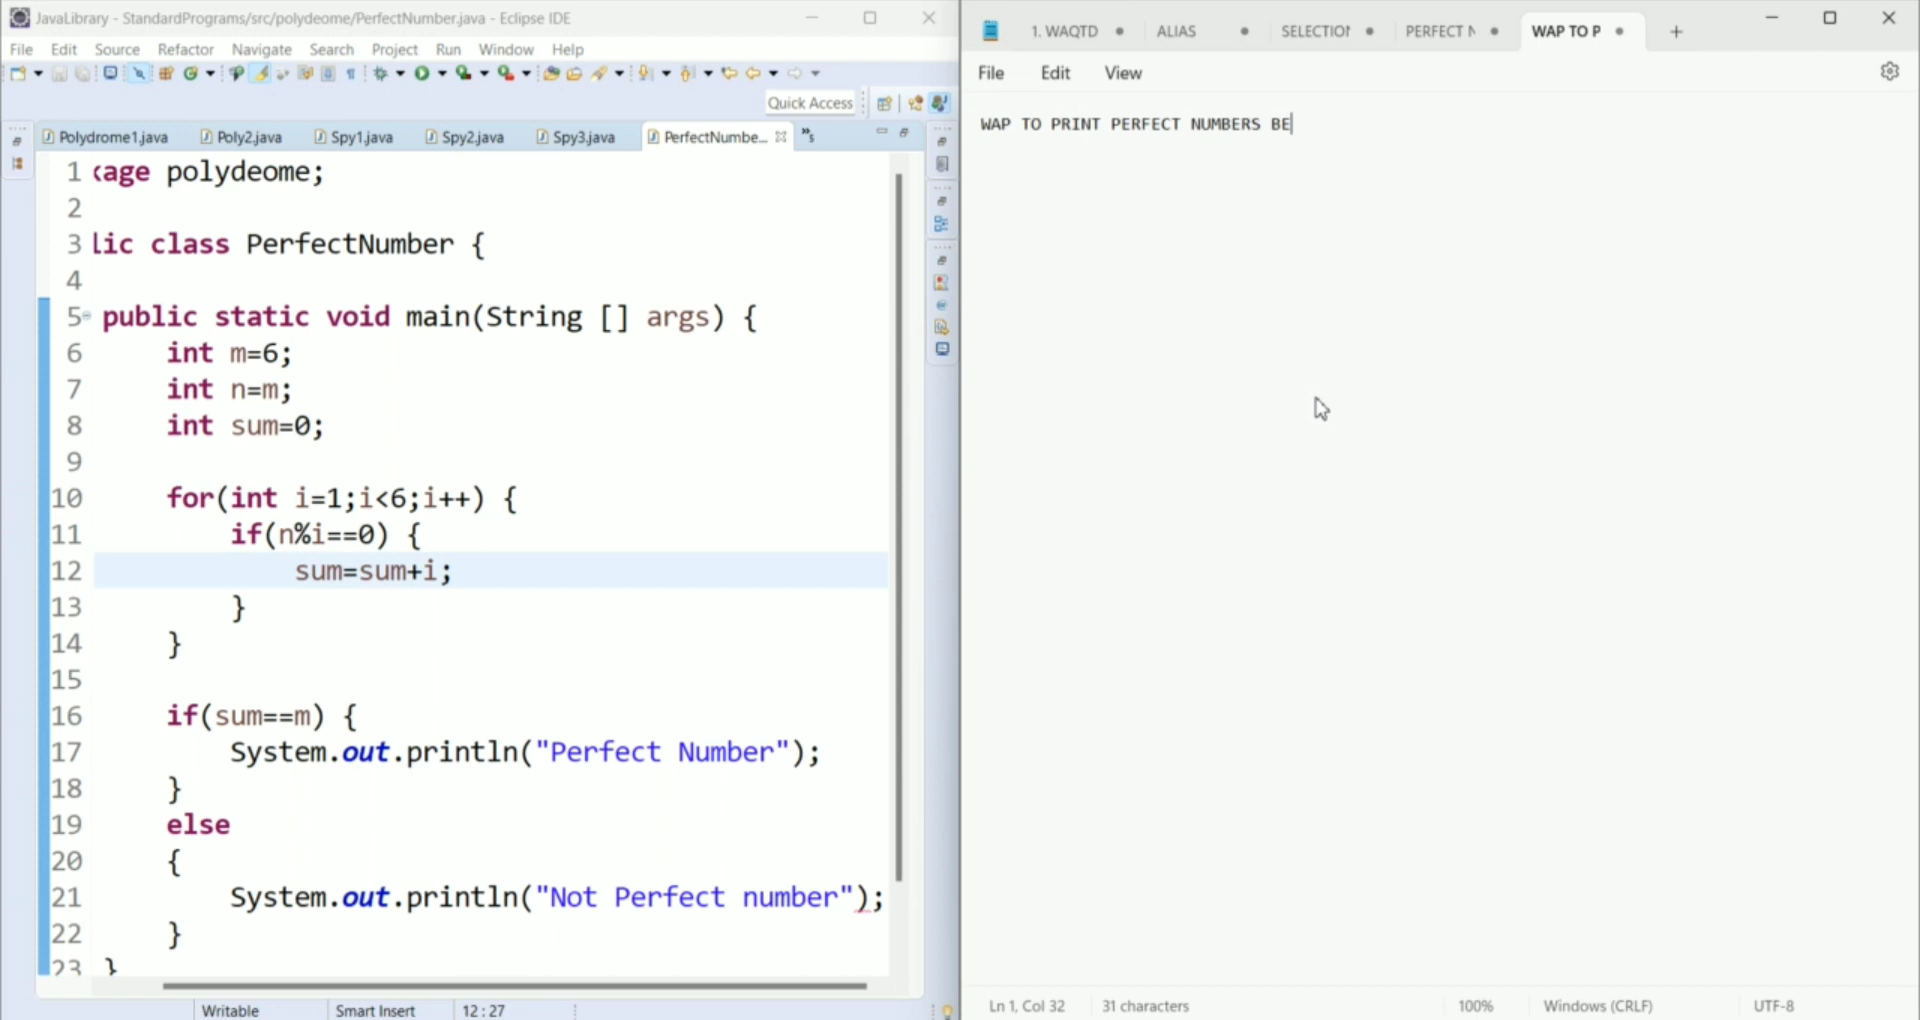 JavaLibrary - StandardPrograms/src/polydeome/PerfectNumber.java - Eclipse IDE
File Edit Source Refactor Navigate Search Project Run Window Help
Quick Access
Polydrome1.java Poly2.java Spy1.java Spy2.java Spy3.java PerfectNumbe... »5
1 kage polydeome;
2
3 lic class PerfectNumber {
4
5 public static void main(String [] args) {
6 int m=6;
7 int n=m;
8 int sum=0;
9
10 for(int i=1;i<6;i++) {
11 if(n%i==0) {
12 sum=sum+i;
13 }
14 }
15
16 if(sum==m) {
17 System.out.println("Perfect Number");
18 }
19 else
20 {
21 System.out.println("Not Perfect number");
22 }
23 }
Writable Smart Insert 12 : 27
1. WAQTD ALIAS SELECTION PERFECT N WAP TO P
File Edit View
WAP TO PRINT PERFECT NUMBERS BE
Ln 1, Col 32 31 characters 100% Windows (CRLF) UTF-8